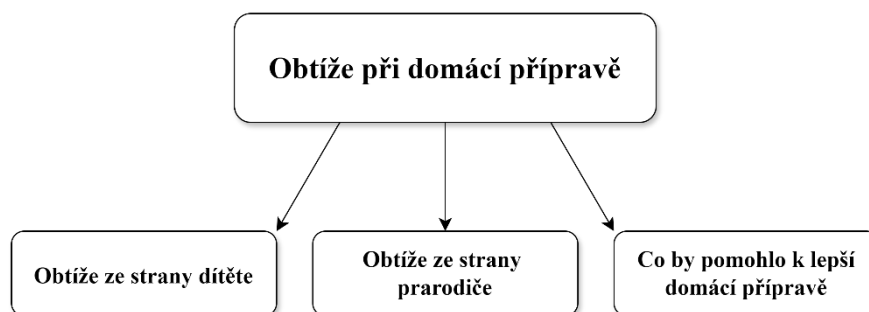 Obtíže při domácí přípravě
Obtíže ze strany dítěte
Obtíže ze strany
prarodiče
Co by pomohlo k lepší
domácí přípravě